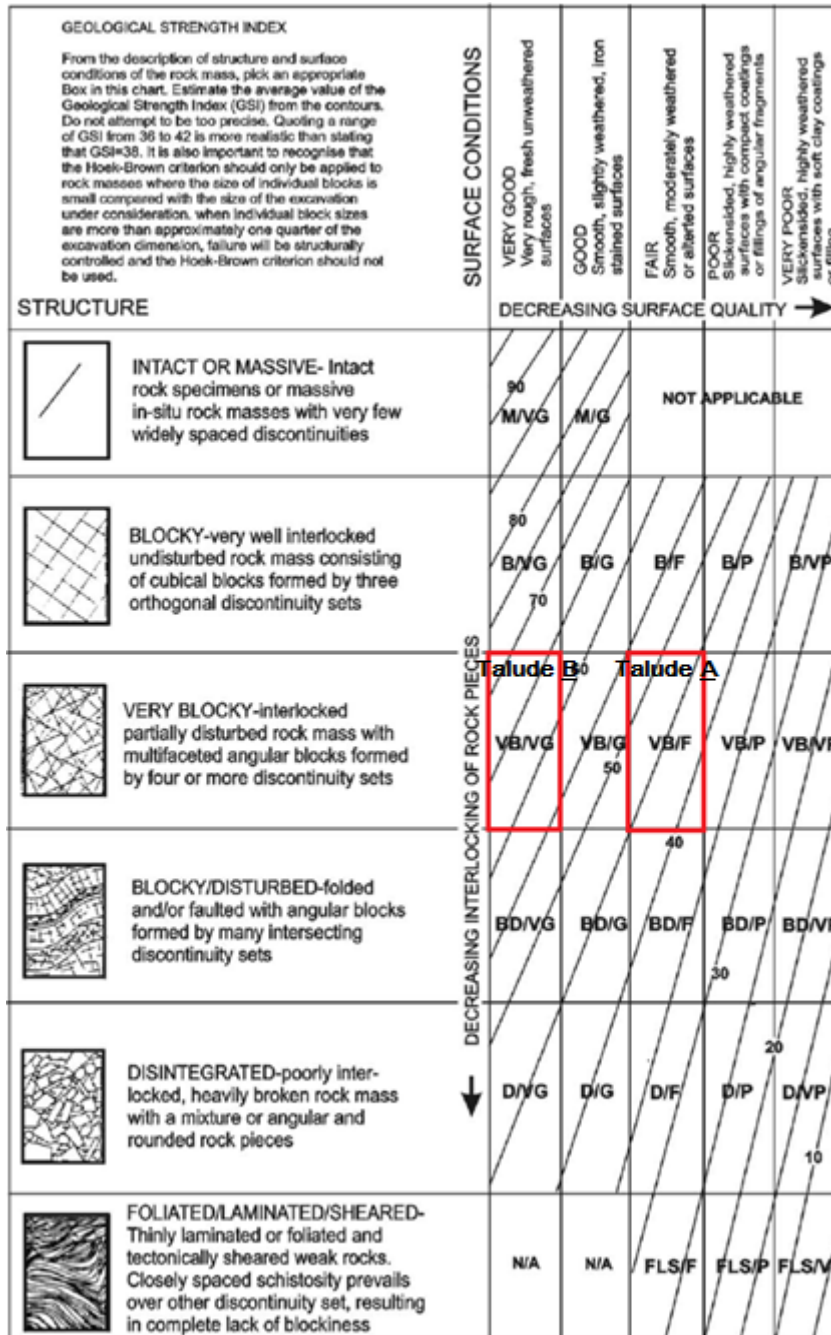 GEOLOGICAL STRENGTH INDEX
From the description of structure and surface
conditions of the rock mass, pick an appropriate
Box in this chart. Estimate the average value of the
Geological Strength Index (GSI) from the contours.
Do not attempt to be too precise. Quoting a range
of GSI from 36 to 42 is more realistic than stating
that GSI=38. It is also important to recognise that
the Hoek-Brown criterion should only be applied to
rock masses where the size of individual blocks is
small compared with the size of the excavation
under consideration. when individual block sizes
are more than approximately one quarter of the
excavation dimension, failure will be structurally
controlled and the Hoek-Brown criterion should not
be used.
STRUCTURE
SURFACE CONDITIONS
VERY GOOD
Very rough, fresh unweathered
surfaces
GOOD
Smooth, slightly weathered, iron
stained surfaces
FAIR
Smooth, moderately weathered
or alterted surfaces
POOR
Slickensided, highly weathered
surfaces with compact coatings
or fillings of angular fragments
VERY POOR
Slickensided, highly weathered
surfaces with soft clay coatings
DECREASING SURFACE QUALITY
INTACT OR MASSIVE- Intact
rock specimens or massive
in-situ rock masses with very few
widely spaced discontinuities
90
M/VG M/G
NOT APPLICABLE
80
BLOCKY-very well interlocked
undisturbed rock mass consisting
of cubical blocks formed by three
orthogonal discontinuity sets
B/VG B/G B/F B/P B/VP
70
DECREASING INTERLOCKING OF ROCK PIECES
Talude B Talude A
VERY BLOCKY-interlocked
partially disturbed rock mass with
multifaceted angular blocks formed
by four or more discontinuity sets
VB/VG VB/G VB/F VB/P
50
40
BLOCKY/DISTURBED-folded
and/or faulted with angular blocks
formed by many intersecting
discontinuity sets
BD/VG BD/G BD/F BD/P
30
20
DISINTEGRATED-poorly inter-
locked, heavily broken rock mass
with a mixture or angular and
rounded rock pieces
D/VG D/G D/F D/P D/VP
10
FOLIATED/LAMINATED/SHEARED-
Thinly laminated or foliated and
tectonically sheared weak rocks.
Closely spaced schistosity prevails
over other discontinuity set, resulting
in complete lack of blockiness
N/A N/A FLS/F FLS/P